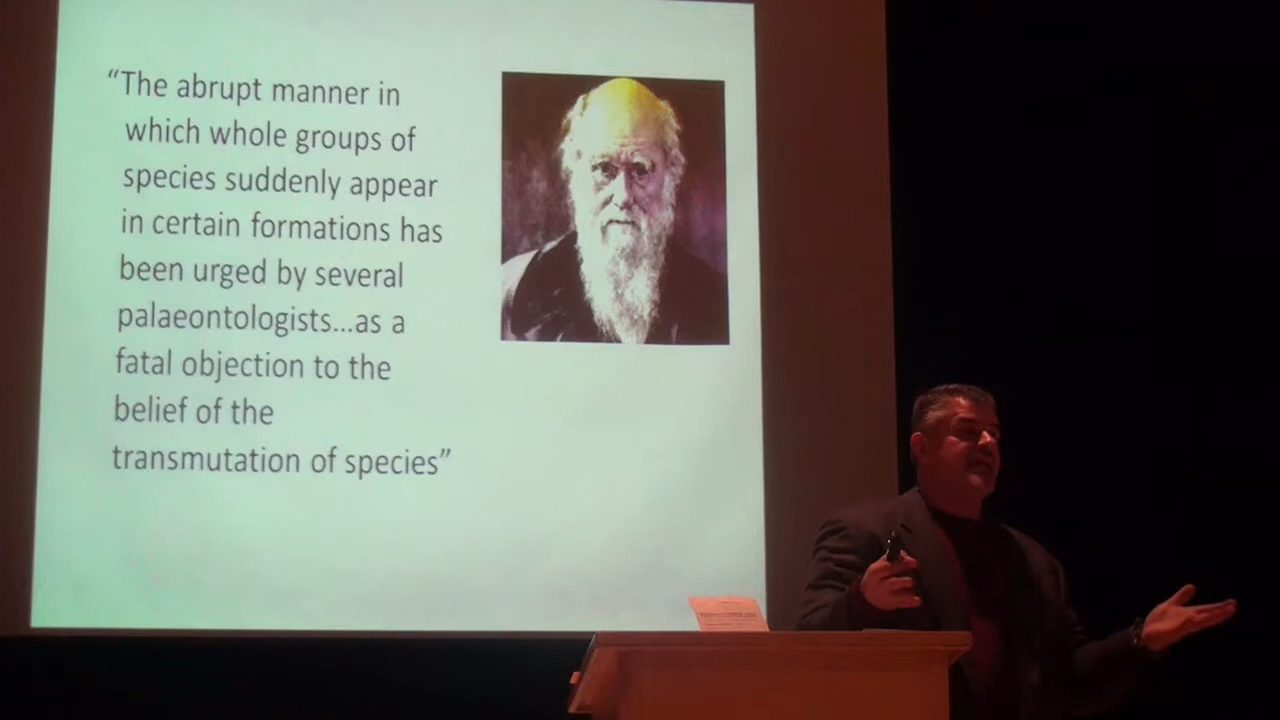 “The abrupt manner in
which whole groups of
species suddenly appear
in certain formations has
been urged by several
palaeontologists...as a
fatal objection to the
belief of the
transmutation of species”